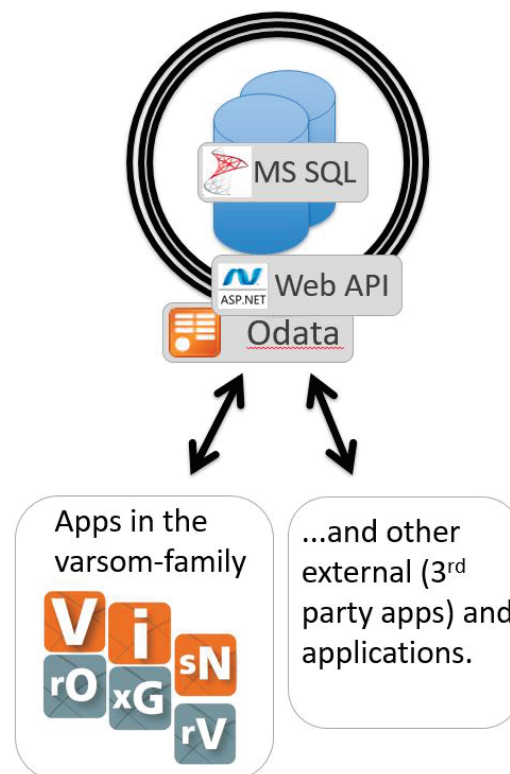 MS SQL
ASP.NET
Web API
Odata
Apps in the
varsom-family
V i sN
rO xG rV
...and other
external (3rd
party apps) and
applications.